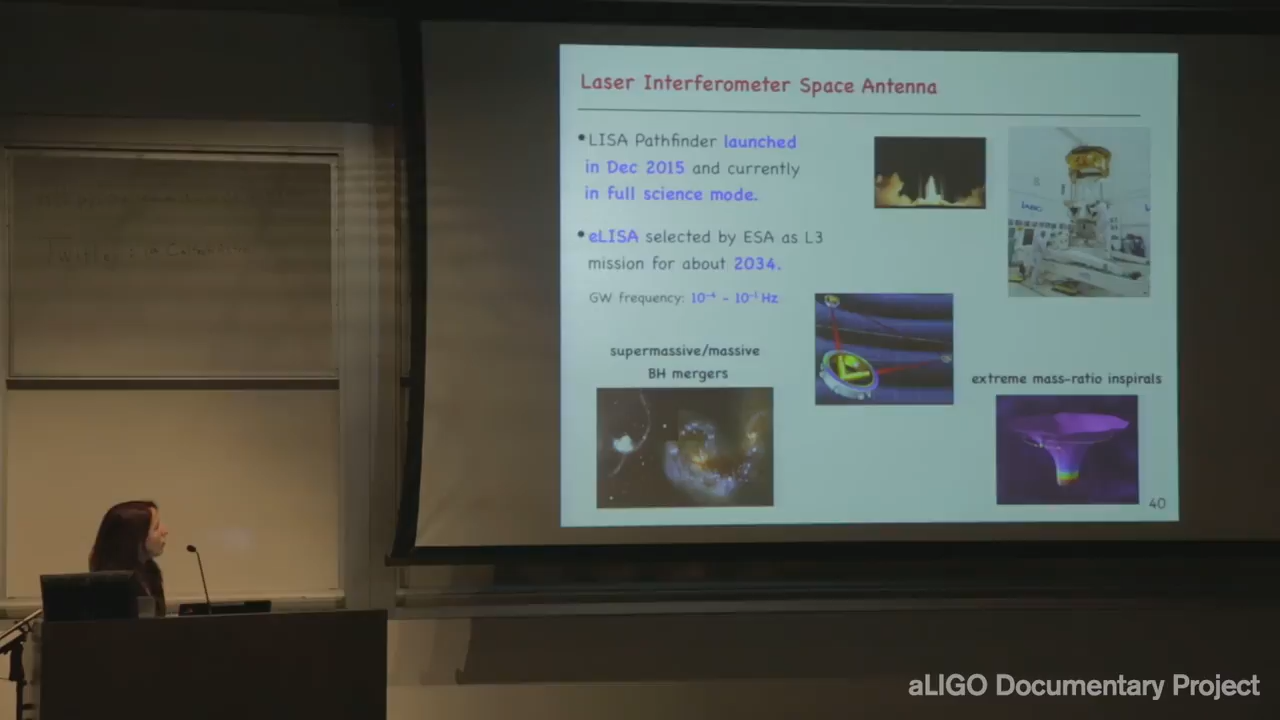 Laser Interferometer Space Antenna
•LISA Pathfinder launched
in Dec 2015 and currently
in full science mode.
•eLISA selected by ESA as L3
mission for about 2034.
GW frequency: 10⁻⁴ - 10⁻¹ Hz
supermassive/massive
BH mergers
extreme mass-ratio inspirals
40
aLIGO Documentary Project